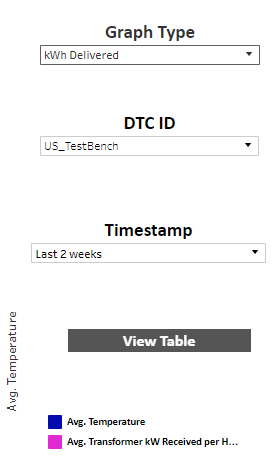 Graph Type
kWh Delivered
DTC ID
US_TestBench
Timestamp
Last 2 weeks
Avg. Temperature
View Table
Avg. Temperature
Avg. Transformer kW Received per H...